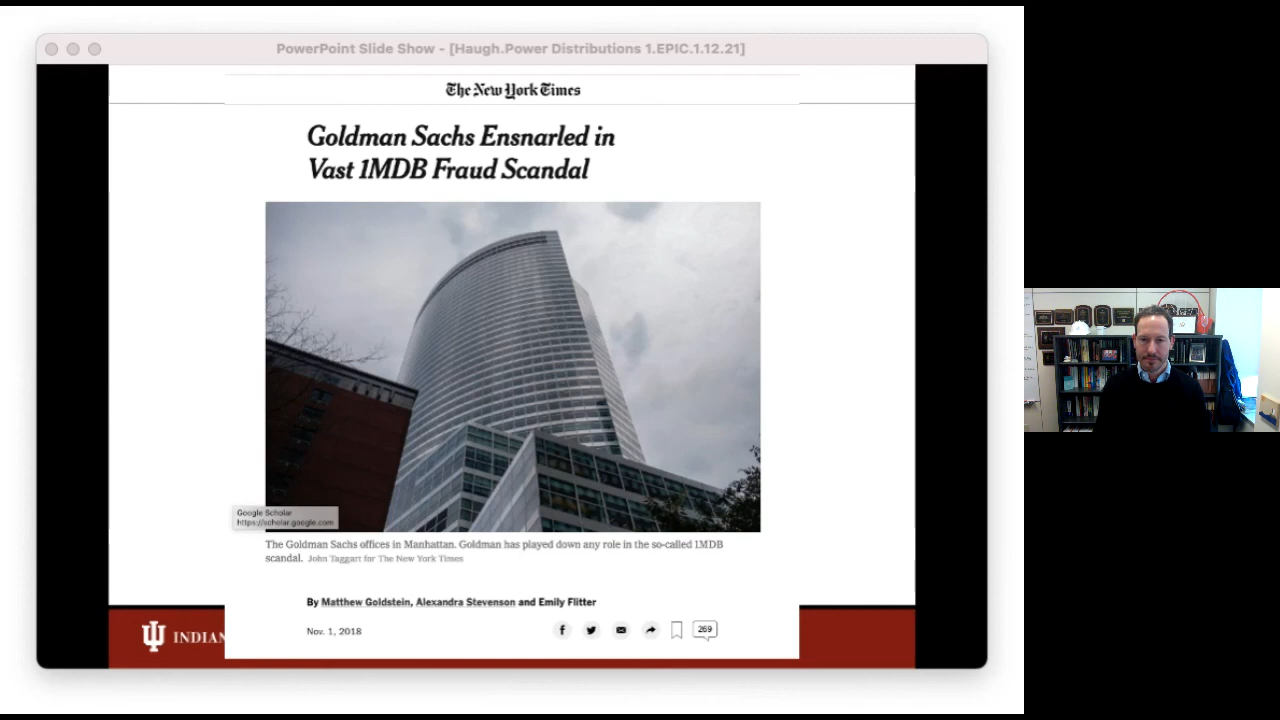 PowerPoint Slide Show - [Haugh.Power Distributions 1.EPIC.1.12.21]
The New York Times
Goldman Sachs Ensnarled in
Vast 1MDB Fraud Scandal
Google Scholar
https://scholar.google.com
The Goldman Sachs offices in Manhattan. Goldman has played down any role in the so-called 1MDB
scandal. John Taggart for The New York Times
By Matthew Goldstein, Alexandra Stevenson and Emily Flitter
Nov. 1, 2018
269
INDIAN